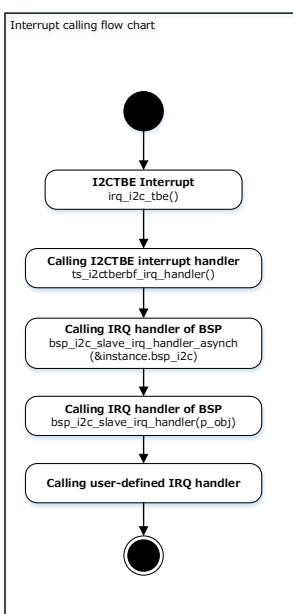 Interrupt calling flow chart
I2CTBE Interrupt
irq_i2c_tbe()
Calling I2CTBE interrupt handler
ts_i2ctberbf_irq_handler()
Calling IRQ handler of BSP
bsp_i2c_slave_irq_handler_asynch
(&instance.bsp_i2c)
Calling IRQ handler of BSP
bsp_i2c_slave_irq_handler(p_obj)
Calling user-defined IRQ handler